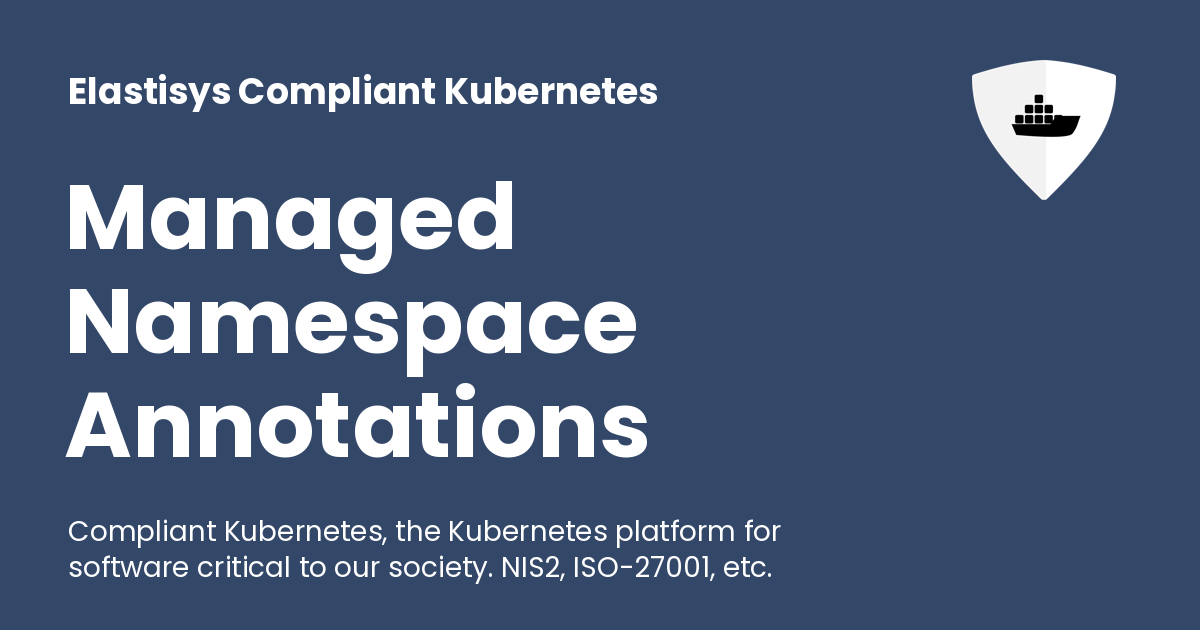 Elastisys Compliant Kubernetes
Managed
Namespace
Annotations
Compliant Kubernetes, the Kubernetes platform for
software critical to our society. NIS2, ISO-27001, etc.